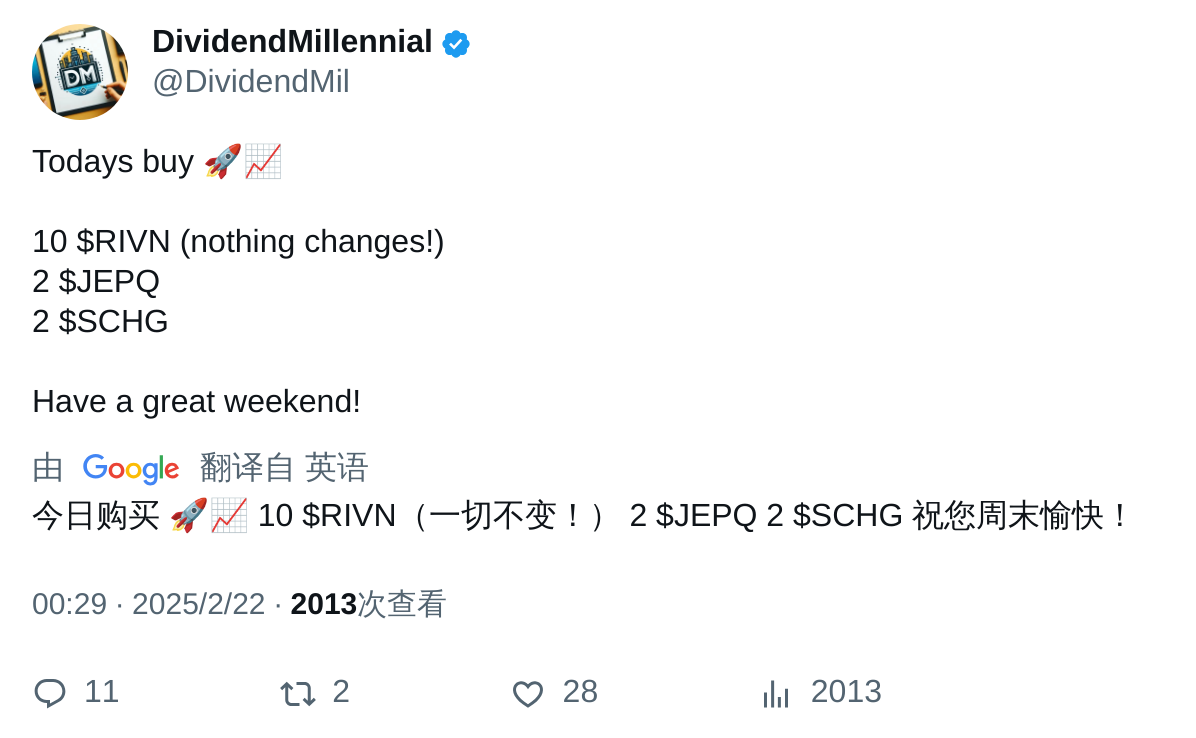 DM
DividendMillennial
@DividendMil
Todays buy 🚀📈
10 $RIVN (nothing changes!)
2 $JEPQ
2 $SCHG
Have a great weekend!
由 Google 翻译自 英语
今日购买 🚀📈 10 $RIVN（一切不变！） 2 $JEPQ 2 $SCHG 祝您周末愉快！
00:29 · 2025/2/22 · 2013次查看
11 2 28 2013